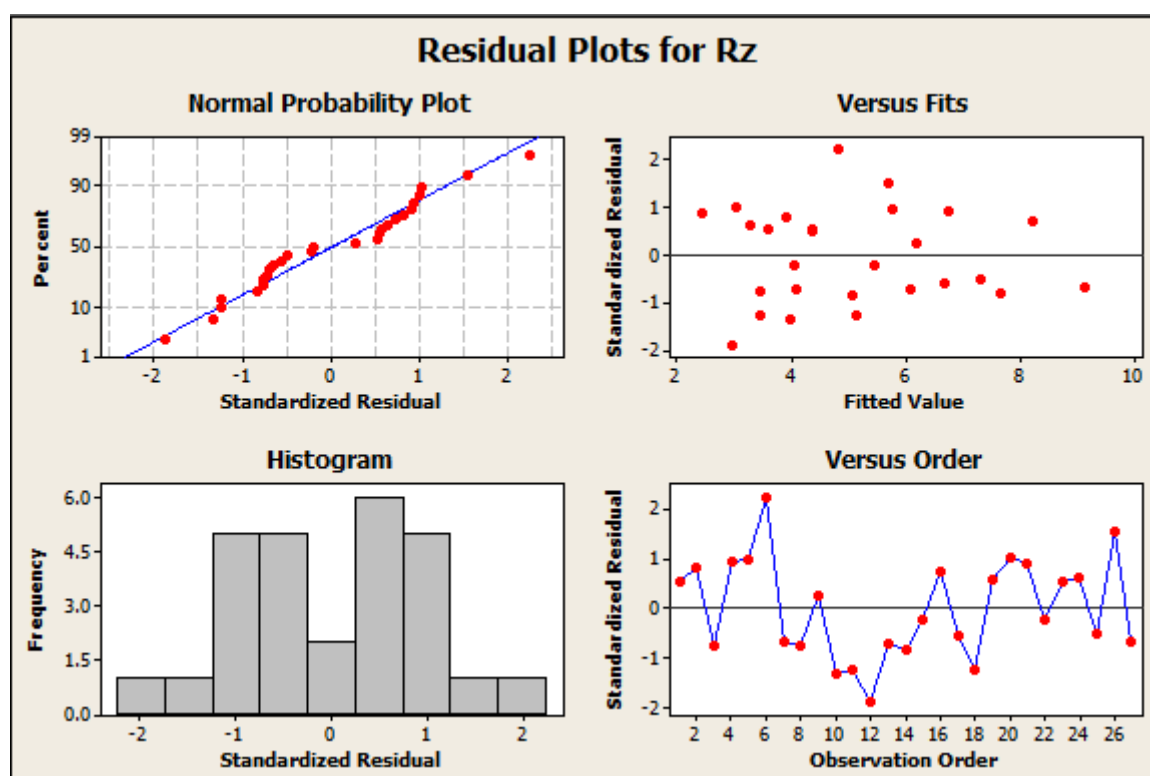 Residual Plots for Rz
Normal Probability Plot
99
90
50
10
1
Percent
-2 -1 0 1 2
Standardized Residual
Versus Fits
2
1
0
-1
-2
Standardized Residual
2 4 6 8 10
Fitted Value
Histogram
6.0
4.5
3.0
1.5
0.0
Frequency
-2 -1 0 1 2
Standardized Residual
Versus Order
2
1
0
-1
-2
Standardized Residual
2 4 6 8 10 12 14 16 18 20 22 24 26
Observation Order